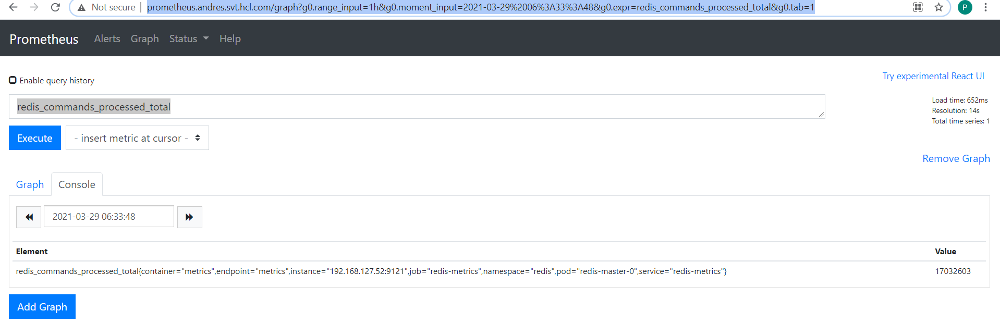 Not secure | prometheus.andres.svt.hcl.com/graph?g0.range_input=1h&g0.moment_input=2021-03-29%2006%3A33%3A48&g0.expr=redis_commands_processed_total&g0.tab=1
P
Prometheus Alerts Graph Status Help
Enable query history
Try experimental React UI
redis_commands_processed_total
Load time: 652ms
Resolution: 14s
Total time series: 1
Execute
- insert metric at cursor -
Remove Graph
Graph Console
2021-03-29 06:33:48
Element Value
redis_commands_processed_total{container="metrics",endpoint="metrics",instance="192.168.127.52:9121",job="redis-metrics",namespace="redis",pod="redis-master-0",service="redis-metrics"} 17032603
Add Graph